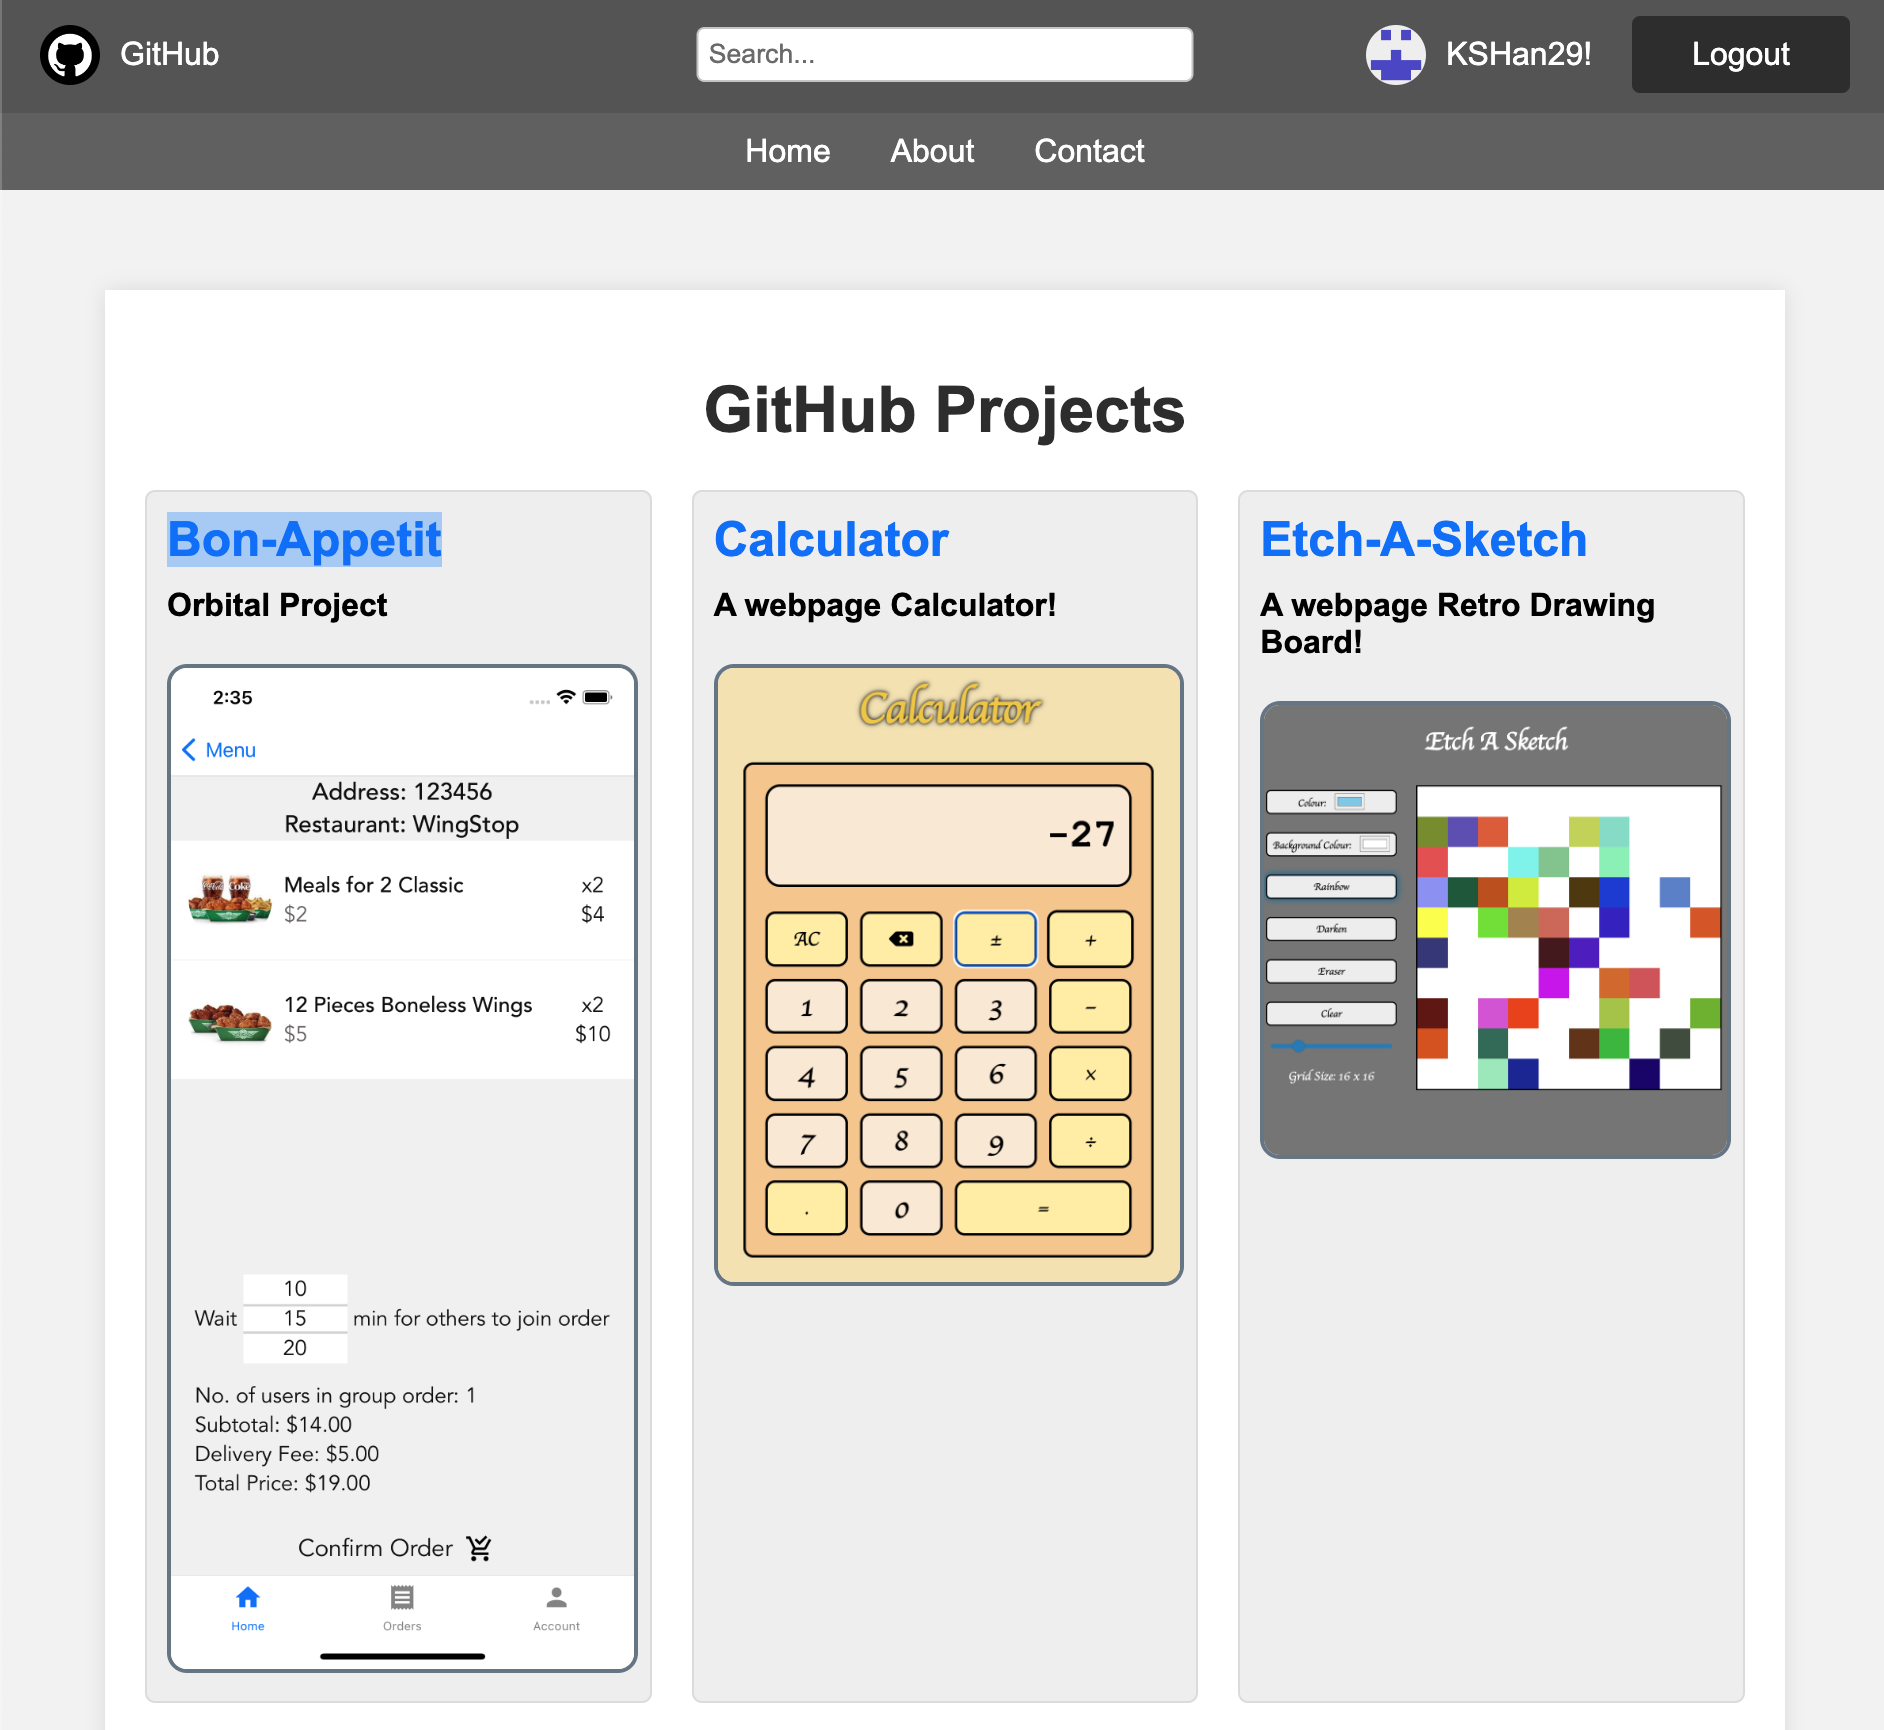 GitHub
Search...
KSHan29!
Logout
Home
About
Contact
GitHub Projects
Bon-Appetit
Orbital Project
2:35
Menu
Address: 123456
Restaurant: WingStop
Meals for 2 Classic
x2
$2
$4
12 Pieces Boneless Wings
x2
$5
$10
10
Wait 15 min for others to join order
20
No. of users in group order: 1
Subtotal: $14.00
Delivery Fee: $5.00
Total Price: $19.00
Confirm Order
Home
Orders
Account
Calculator
A webpage Calculator!
Calculator
-27
AC
±
+
1
2
3
-
4
5
6
×
7
8
9
÷
.
0
=
Etch-A-Sketch
A webpage Retro Drawing
Board!
Etch A Sketch
Colour:
Background Colour:
Rainbow
Darken
Eraser
Clear
Grid Size: 16 x 16